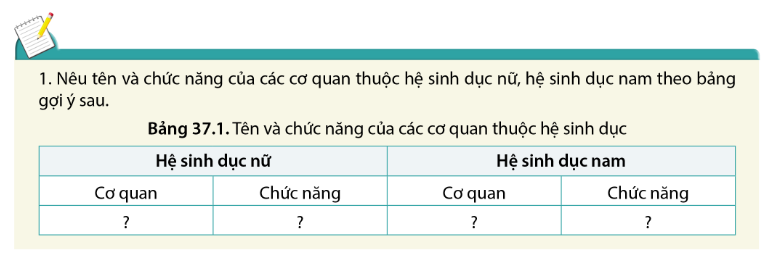 1. Nêu tên và chức năng của các cơ quan thuộc hệ sinh dục nữ, hệ sinh dục nam theo bảng
gợi ý sau.
Bảng 37.1. Tên và chức năng của các cơ quan thuộc hệ sinh dục
Hệ sinh dục nữ Hệ sinh dục nam
Cơ quan Chức năng Cơ quan Chức năng
? ? ? ?